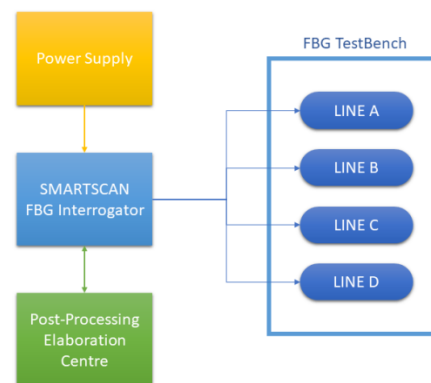 FBG TestBench
Power Supply
LINE A
LINE B
SMARTSCAN
FBG Interrogator
LINE C
LINE D
Post-Processing
Elaboration
Centre